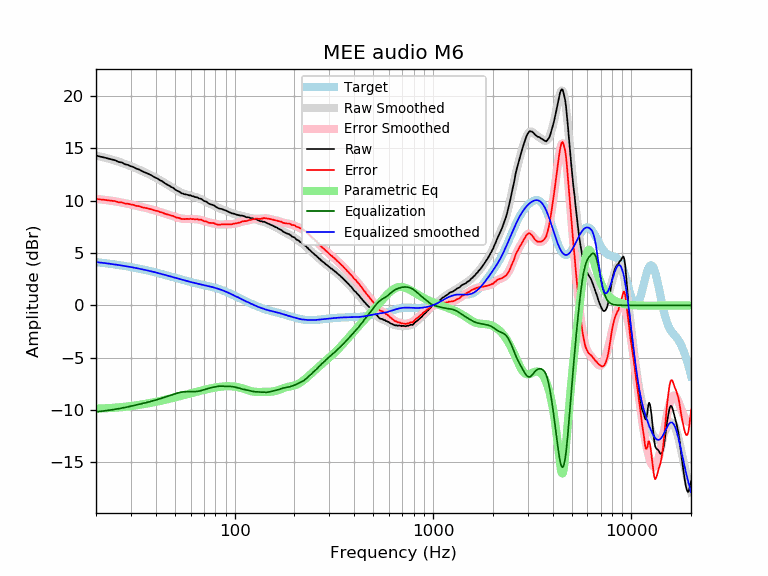 MEE audio M6
Target
Raw Smoothed
Error Smoothed
Raw
Error
Parametric Eq
Equalization
Equalized smoothed
20
15
10
5
0
−5
−10
−15
Amplitude (dBr)
100
1000
10000
Frequency (Hz)